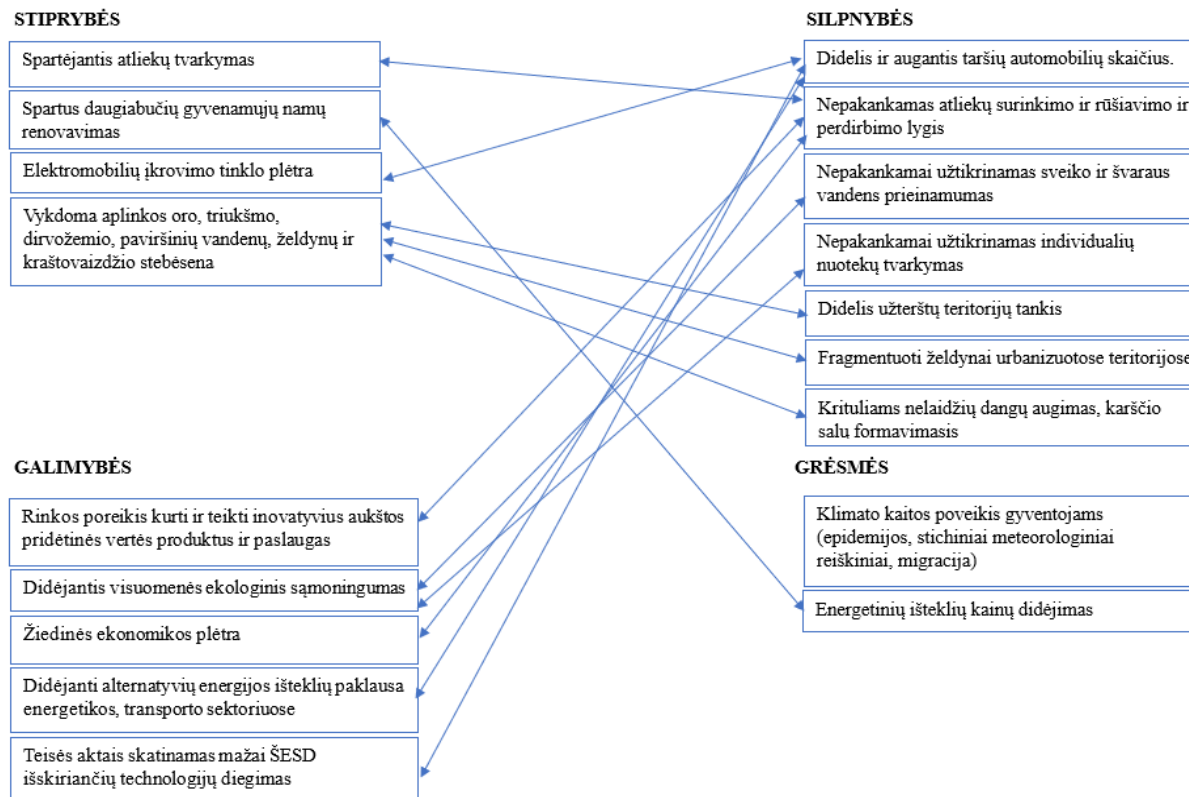 STIPRYBĖS
Spartėjantis atliekų tvarkymas
Spartus daugiabučių gyvenamųjų namų
renovavimas
Elektromobilių įkrovimo tinklo plėtra
Vykdoma aplinkos oro, triukšmo,
dirvožemio, paviršinių vandenų, želdynų ir
kraštovaizdžio stebėsena
SILPNYBĖS
Didelis ir augantis taršių automobilių skaičius.
Nepakankamas atliekų surinkimo ir rūšiavimo ir
perdirbimo lygis
Nepakankamai užtikrinamas sveiko ir švaraus
vandens prieinamumas
Nepakankamai užtikrinamas individualių
nuotekų tvarkymas
Didelis užterštų teritorijų tankis
Fragmentuoti želdynai urbanizuotose teritorijose
Krituliams nelaidžių dangų augimas, karščio
salų formavimasis
GALIMYBĖS
Rinkos poreikis kurti ir teikti inovatyvius aukštos
pridėtinės vertės produktus ir paslaugas
Didėjantis visuomenės ekologinis sąmoningumas
Žiedinės ekonomikos plėtra
Didėjanti alternatyvių energijos išteklių paklausa
energetikos, transporto sektoriuose
Teisės aktais skatinamas mažai ŠESD
išskiriančių technologijų diegimas
GRĖSMĖS
Klimato kaitos poveikis gyventojams
(epidemijos, stichiniai meteorologiniai
reiškiniai, migracija)
Energetinių išteklių kainų didėjimas